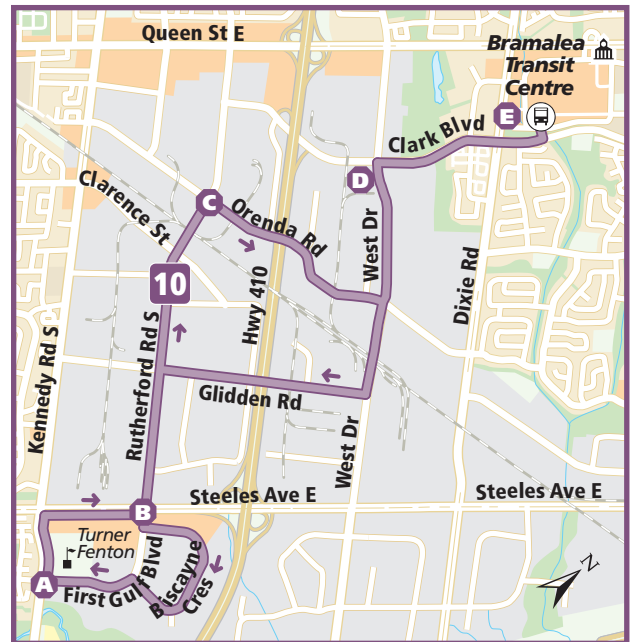 Queen St E
Bramalea
Transit
Centre
E
Clark Blvd
D
C
Clarence St
Orenda Rd
West Dr
10
Hwy 410
Dixie Rd
Rutherford Rd S
Kennedy Rd S
Glidden Rd
West Dr
Steeles Ave E
Steeles Ave E
B
Turner
Fenton
A
First Gulf Blvd
Biscayne
Cres
N